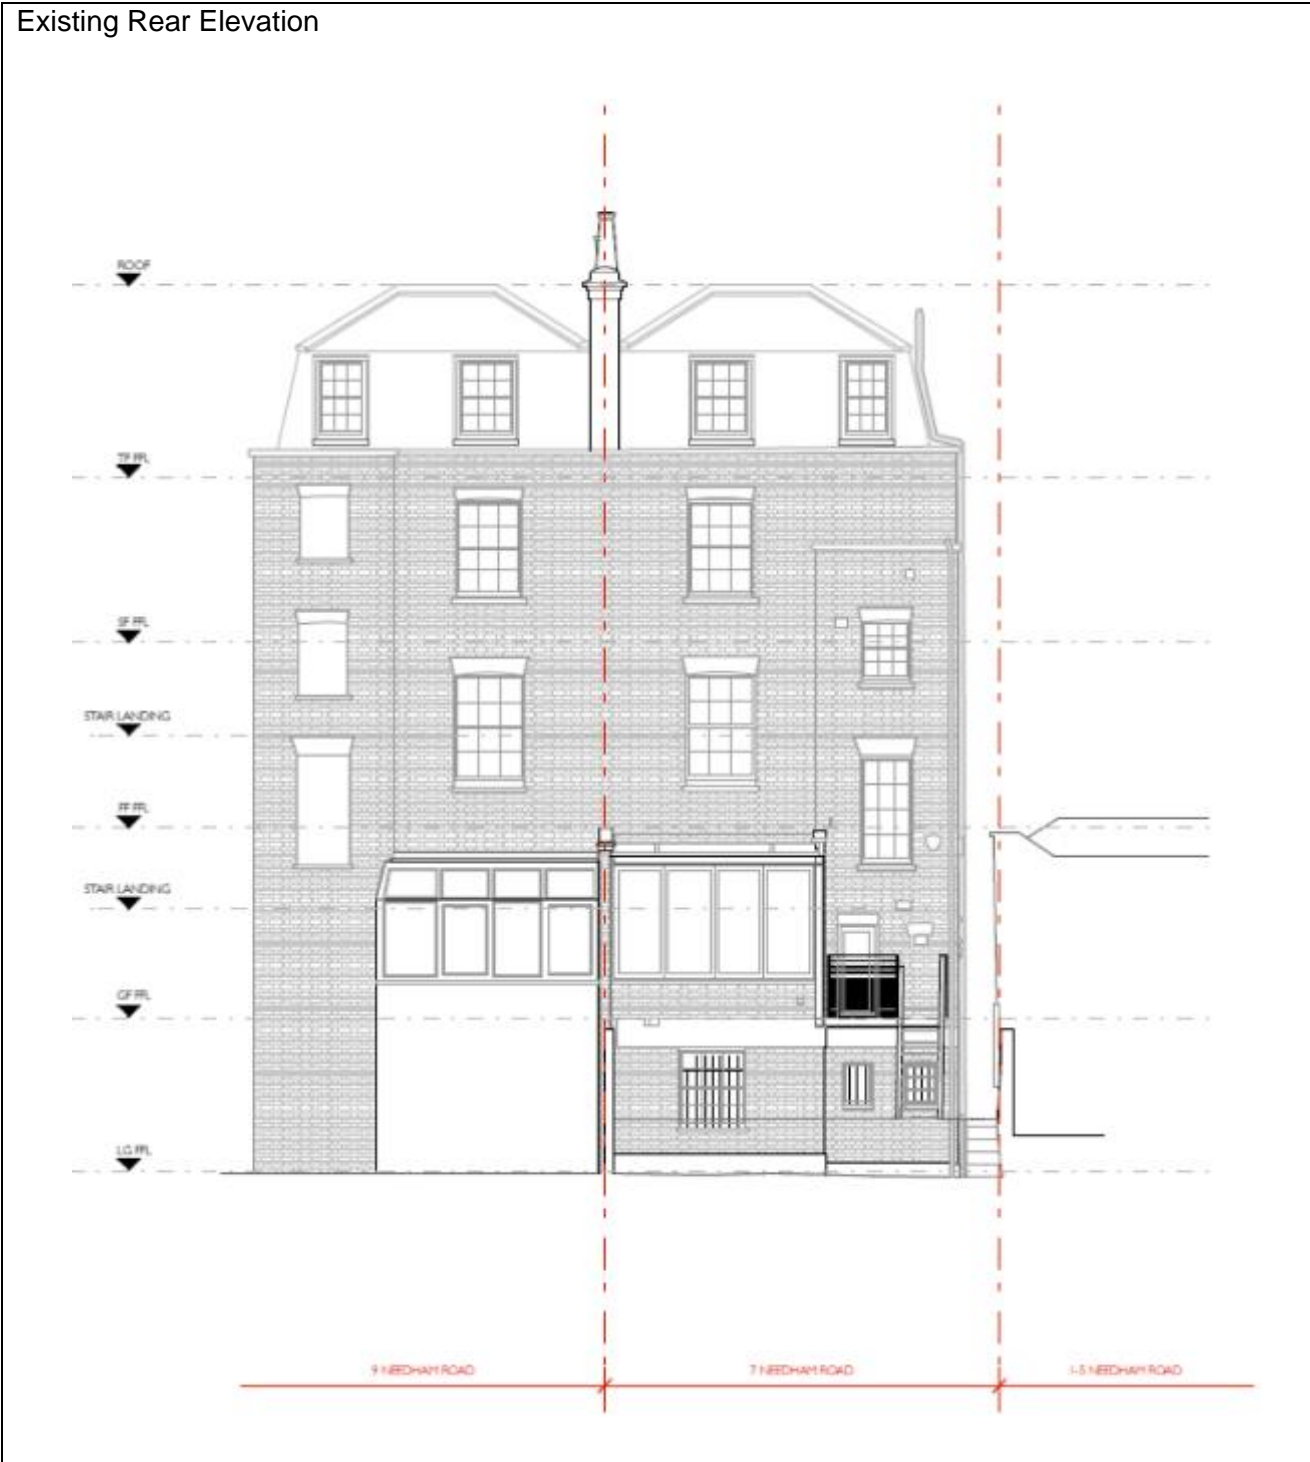 Existing Rear Elevation
ROOF
TF FFL
SF FFL
STAIR LANDING
FF FFL
STAIR LANDING
GF FFL
LG FFL
9 NEEDHAM ROAD
7 NEEDHAM ROAD
1-5 NEEDHAM ROAD